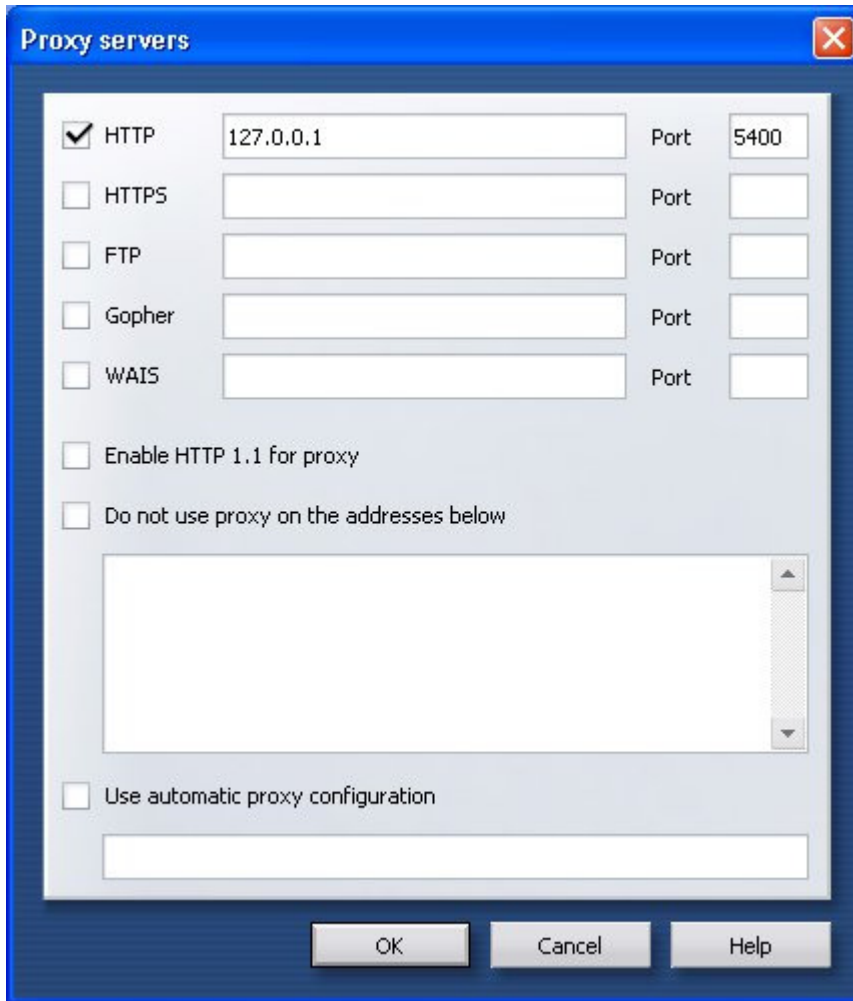 Proxy servers
HTTP 127.0.0.1 Port 5400
HTTPS Port
FTP Port
Gopher Port
WAIS Port
Enable HTTP 1.1 for proxy
Do not use proxy on the addresses below
Use automatic proxy configuration
OK Cancel Help